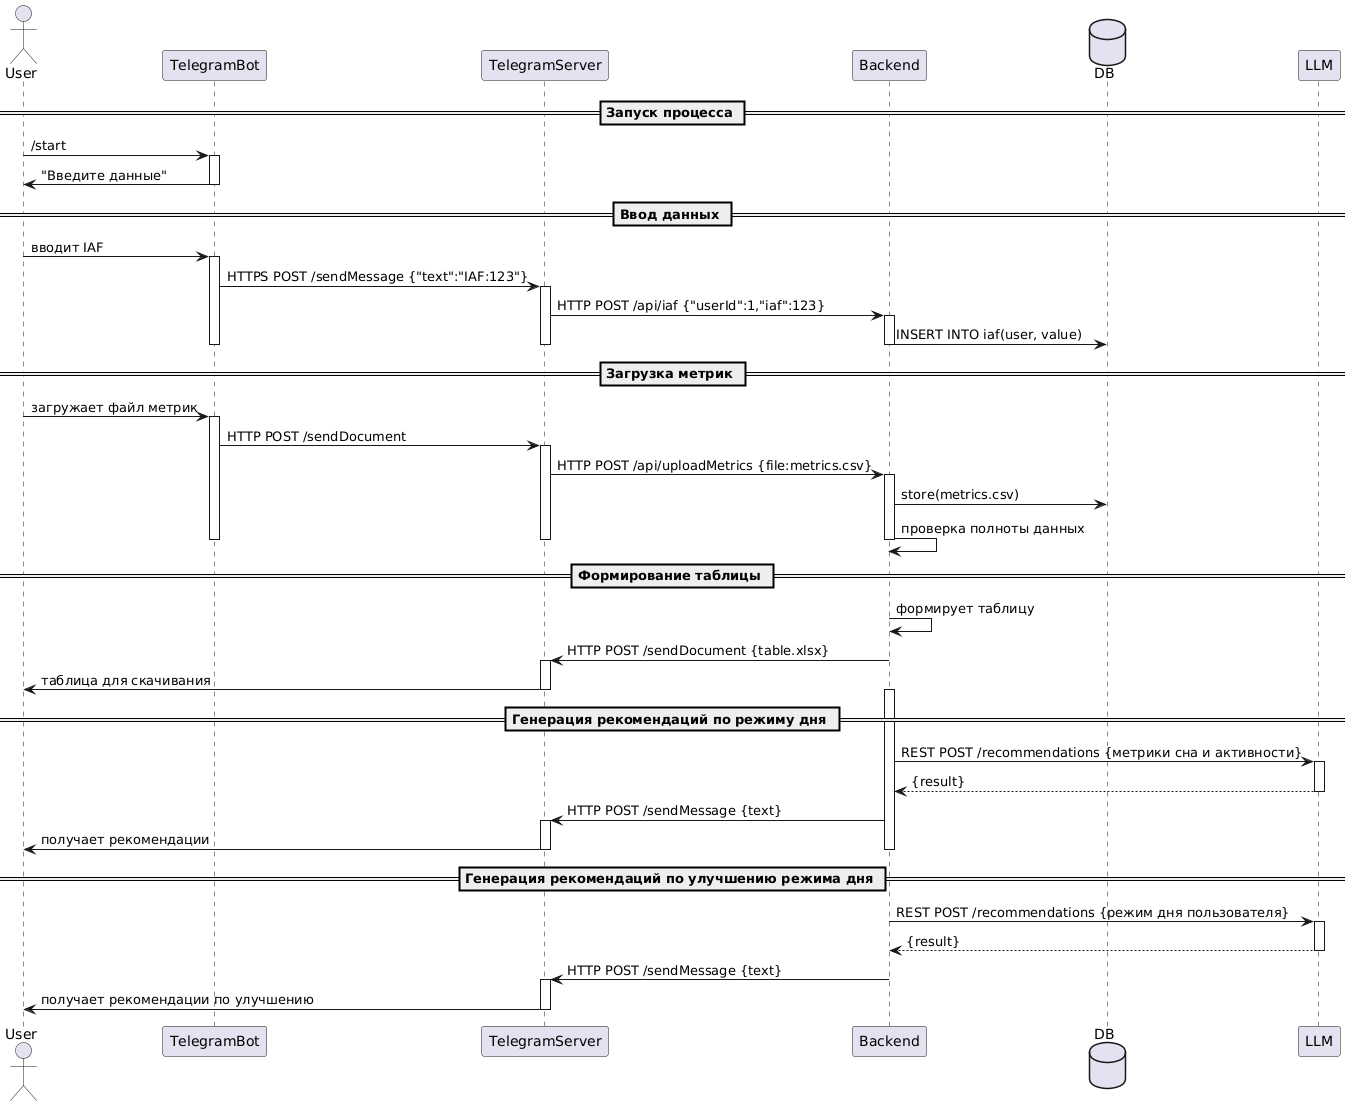 User
TelegramBot
TelegramServer
Backend
DB
LLM
Запуск процесса
/start
"Введите данные"
Ввод данных
вводит IAF
HTTPS POST /sendMessage {"text":"IAF:123"}
HTTP POST /api/iaf {"userId":1,"iaf":123}
INSERT INTO iaf(user, value)
Загрузка метрик
загружает файл метрик
HTTP POST /sendDocument
HTTP POST /api/uploadMetrics {file:metrics.csv}
store(metrics.csv)
проверка полноты данных
Формирование таблицы
формирует таблицу
HTTP POST /sendDocument {table.xlsx}
таблица для скачивания
Генерация рекомендаций по режиму дня
REST POST /recommendations {метрики сна и активности}
{result}
HTTP POST /sendMessage {text}
получает рекомендации
Генерация рекомендаций по улучшению режима дня
REST POST /recommendations {режим дня пользователя}
{result}
HTTP POST /sendMessage {text}
получает рекомендации по улучшению
User
TelegramBot
TelegramServer
Backend
DB
LLM